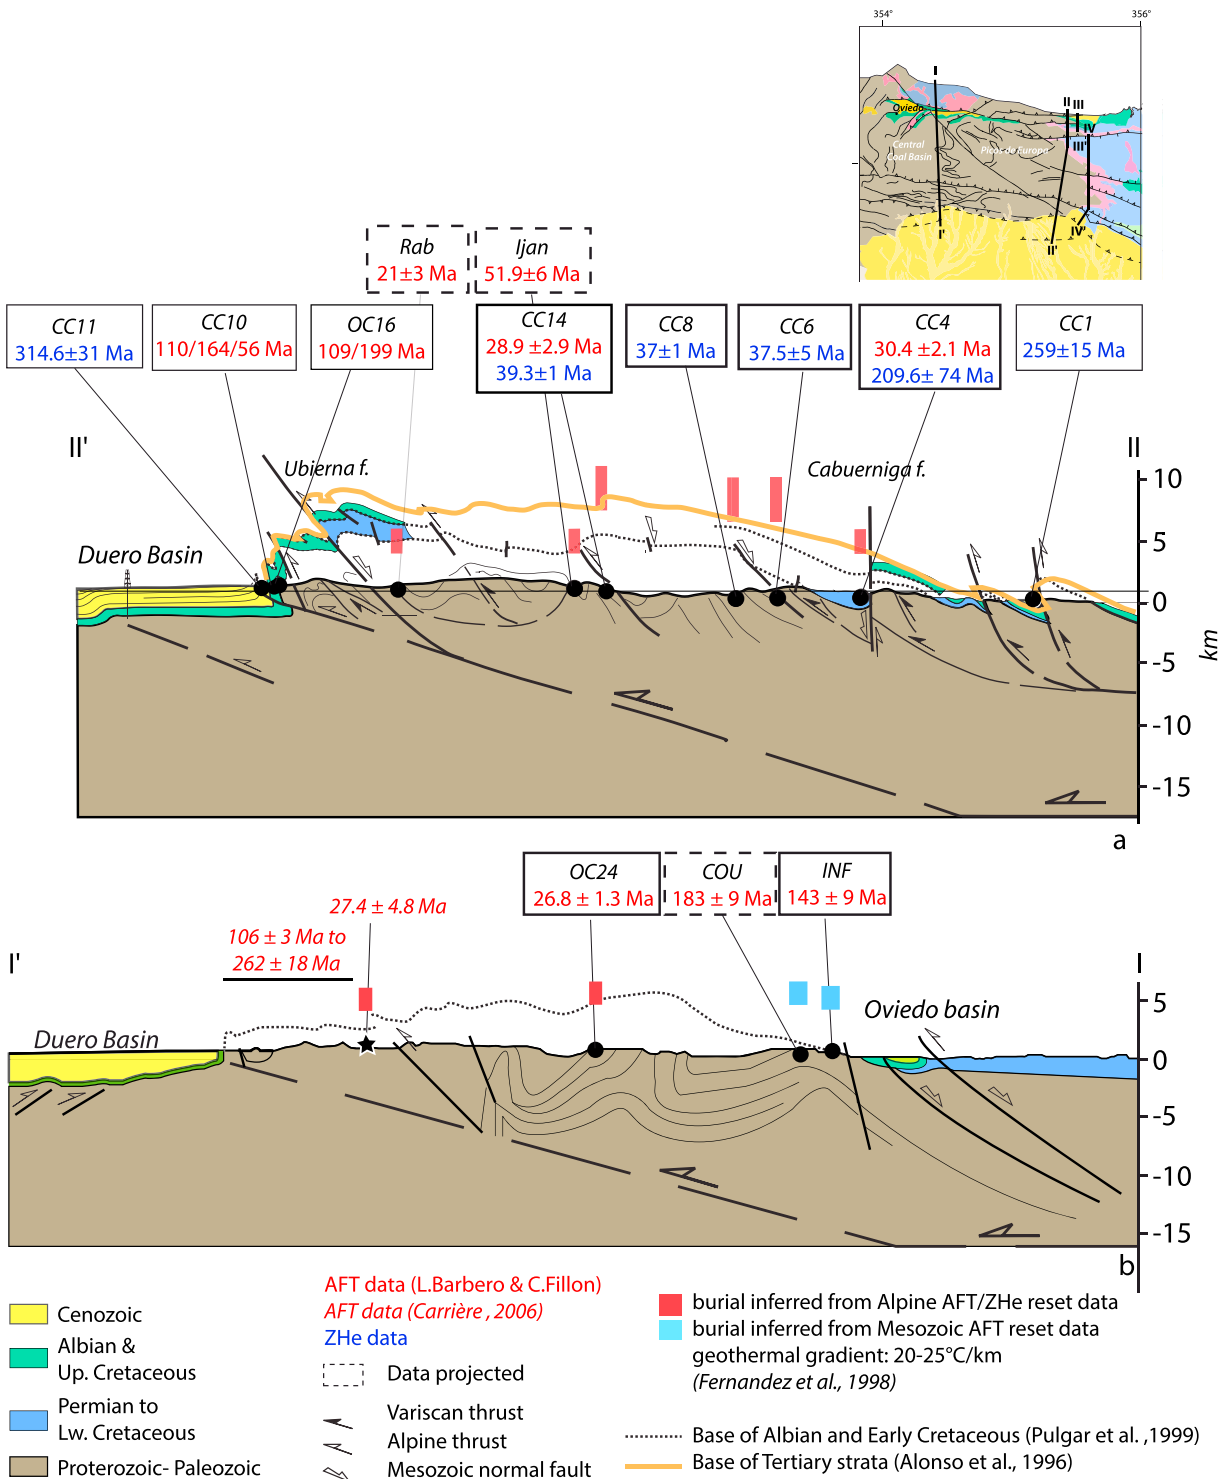 354°
356°
I
Oviedo
II
III
IV
Central
Coal Basin
Picos de Europa
III'
I'
IV'
II'
Rab
21±3 Ma
Ijan
51.9±6 Ma
CC11
314.6±31 Ma
CC10
110/164/56 Ma
OC16
109/199 Ma
CC14
28.9 ±2.9 Ma
39.3±1 Ma
CC8
37±1 Ma
CC6
37.5±5 Ma
CC4
30.4 ±2.1 Ma
209.6± 74 Ma
CC1
259±15 Ma
II'
II
Ubierna f.
Cabuerniga f.
Duero Basin
10
5
0
-5
-10
-15
km
a
OC24
26.8 ± 1.3 Ma
COU
183 ± 9 Ma
INF
143 ± 9 Ma
27.4 ± 4.8 Ma
106 ± 3 Ma to
262 ± 18 Ma
I'
I
Duero Basin
Oviedo basin
5
0
-5
-10
-15
b
Cenozoic
Albian &
Up. Cretaceous
Permian to
Lw. Cretaceous
Proterozoic- Paleozoic
AFT data (L.Barbero & C.Fillon)
AFT data (Carrière , 2006)
ZHe data
Data projected
Variscan thrust
Alpine thrust
Mesozoic normal fault
burial inferred from Alpine AFT/ZHe reset data
burial inferred from Mesozoic AFT reset data
geothermal gradient: 20-25°C/km
(Fernandez et al., 1998)
Base of Albian and Early Cretaceous (Pulgar et al. ,1999)
Base of Tertiary strata (Alonso et al., 1996)